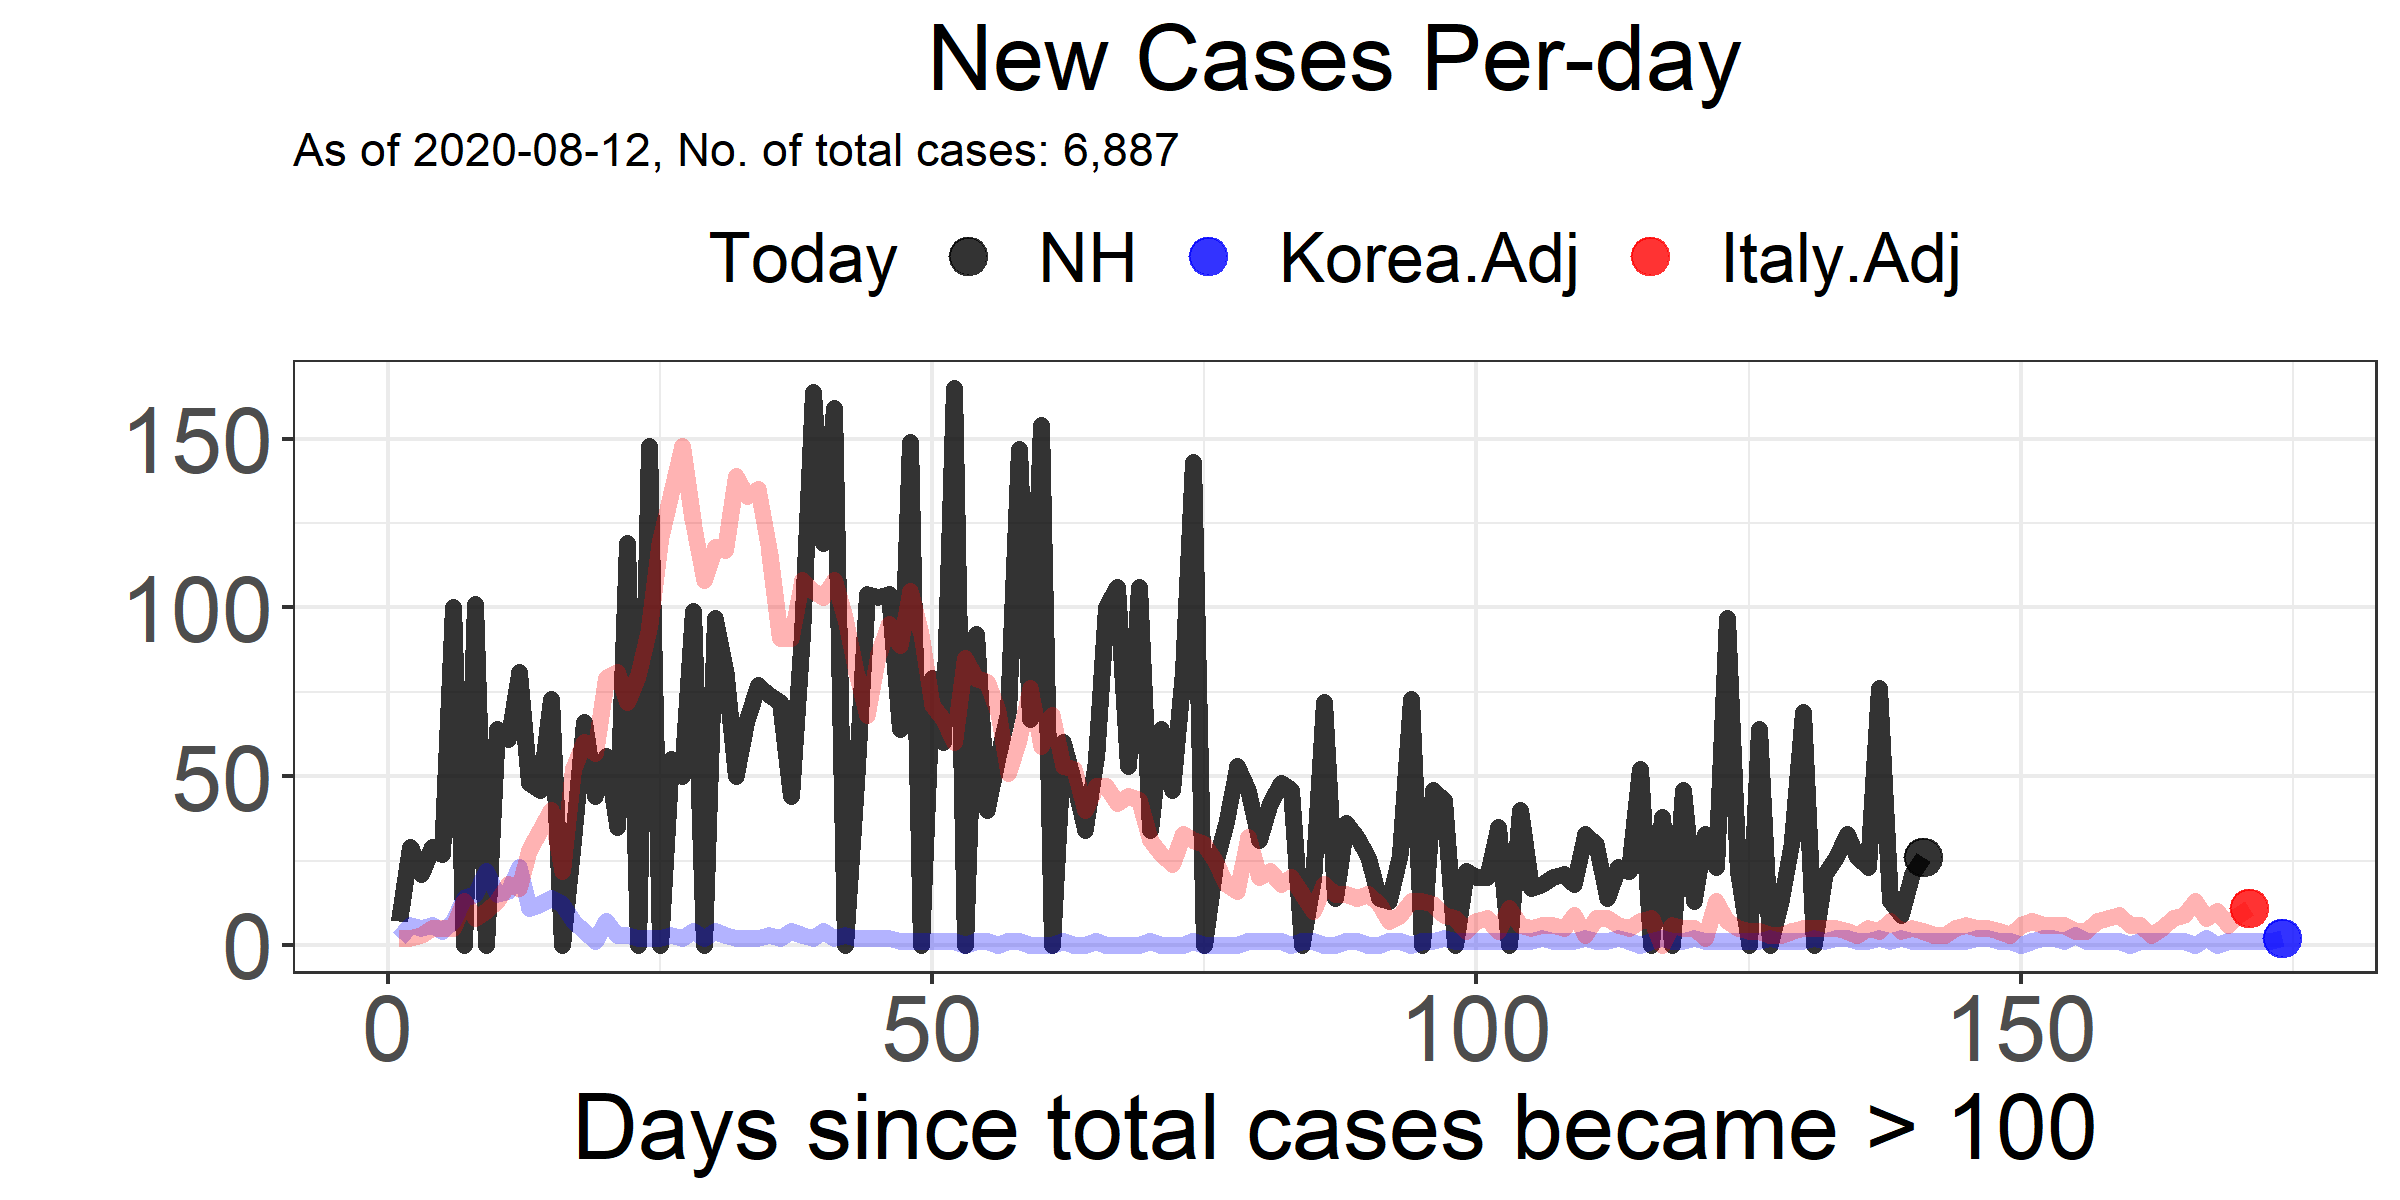 New Cases Per-day
As of 2020-08-12, No. of total cases: 6,887
Today NH Korea.Adj Italy.Adj
150
100
50
0
0 50 100 150
Days since total cases became > 100